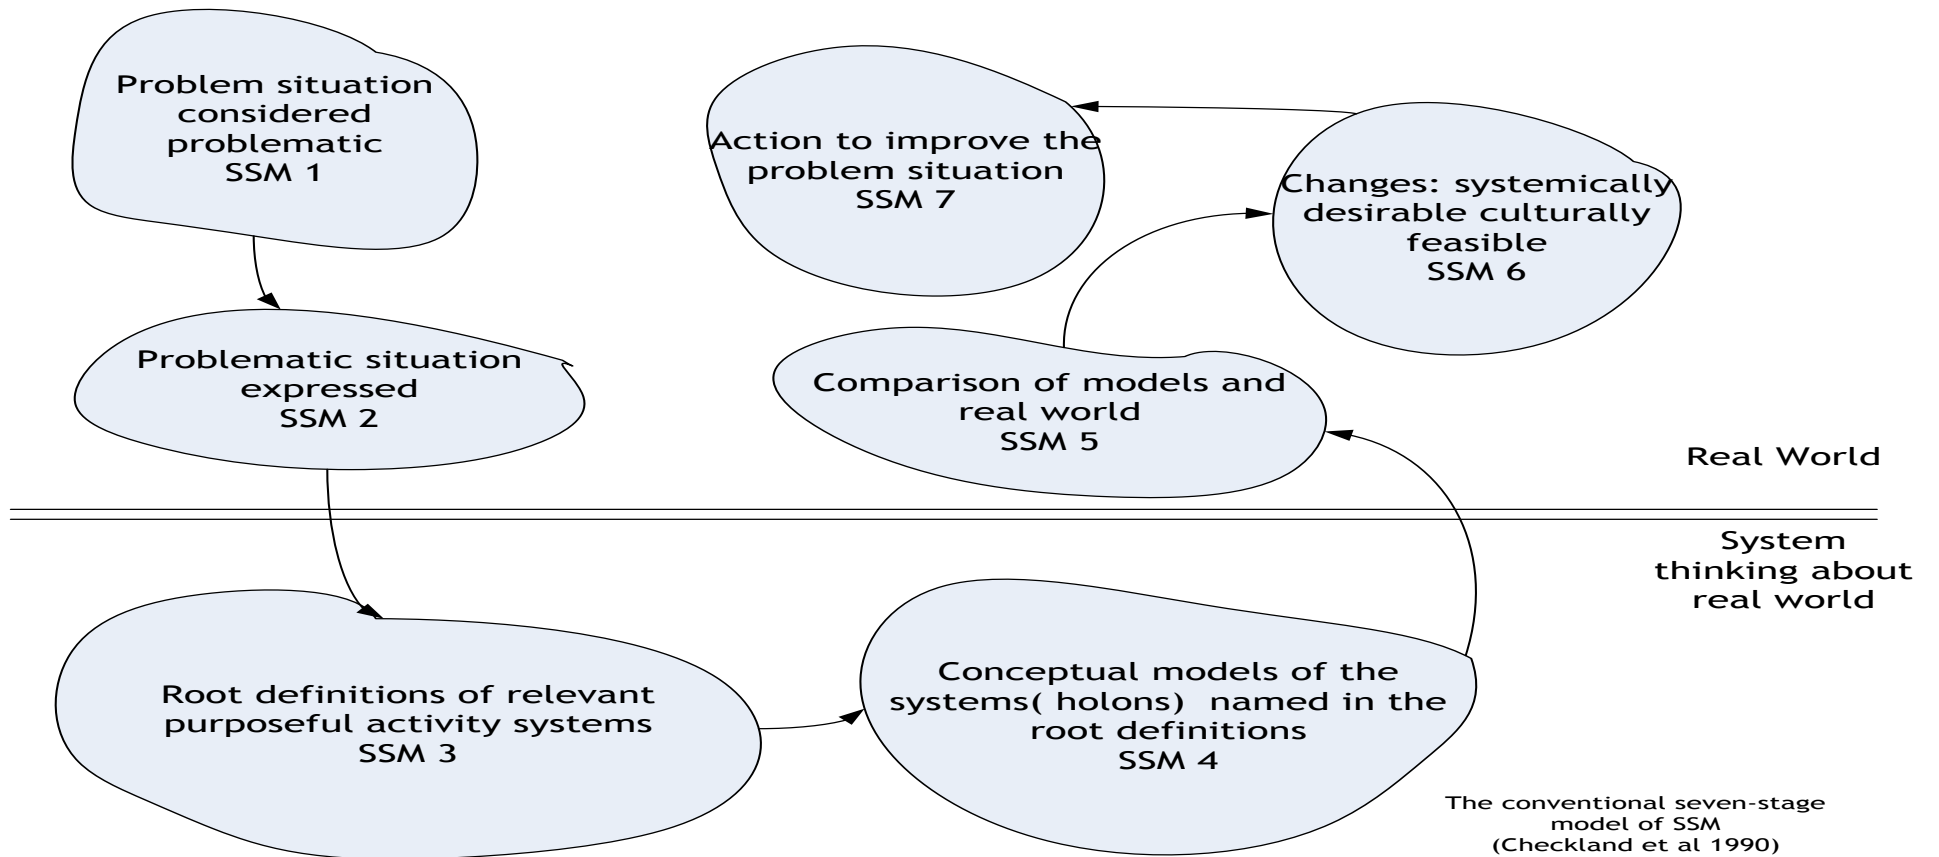 Problem situation
considered
problematic
SSM 1
Problematic situation
expressed
SSM 2
Root definitions of relevant
purposeful activity systems
SSM 3
Conceptual models of the
systems( holons)  named in the
root definitions
SSM 4
Comparison of models and
real world
SSM 5
Changes: systemically
desirable culturally
feasible
SSM 6
Action to improve the
problem situation
SSM 7
Real World
System
thinking about
real world
The conventional seven-stage
model of SSM
(Checkland et al 1990)